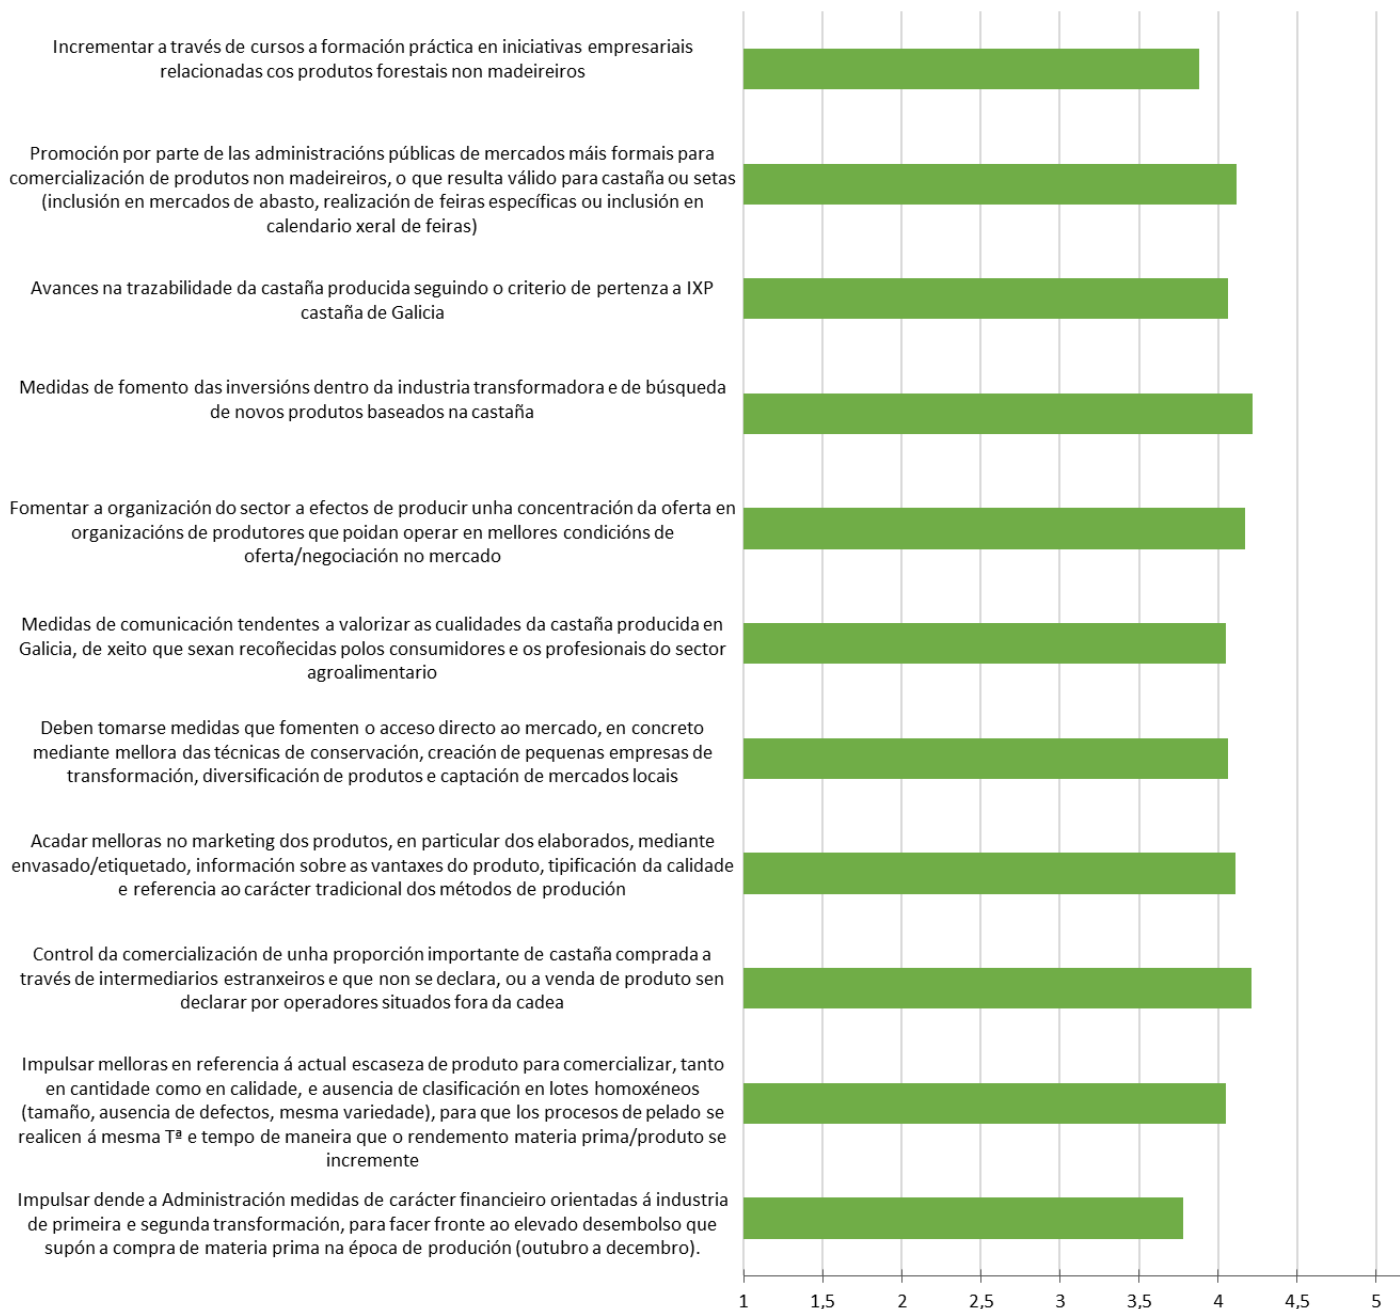 Incrementar a través de cursos a formación práctica en iniciativas empresariais
relacionadas cos produtos forestais non madeireiros
Promoción por parte de las administracións públicas de mercados máis formais para
comercialización de produtos non madeireiros, o que resulta válido para castaña ou setas
(inclusión en mercados de abasto, realización de feiras específicas ou inclusión en
calendario xeral de feiras)
Avances na trazabilidade da castaña producida seguindo o criterio de pertenza a IXP
castaña de Galicia
Medidas de fomento das inversións dentro da industria transformadora e de búsqueda
de novos produtos baseados na castaña
Fomentar a organización do sector a efectos de producir unha concentración da oferta en
organizacións de produtores que poidan operar en mellores condicións de
oferta/negociación no mercado
Medidas de comunicación tendentes a valorizar as cualidades da castaña producida en
Galicia, de xeito que sexan recoñecidas polos consumidores e os profesionais do sector
agroalimentario
Deben tomarse medidas que fomenten o acceso directo ao mercado, en concreto
mediante mellora das técnicas de conservación, creación de pequenas empresas de
transformación, diversificación de produtos e captación de mercados locais
Acadar melloras no marketing dos produtos, en particular dos elaborados, mediante
envasado/etiquetado, información sobre as vantaxes do produto, tipificación da calidade
e referencia ao carácter tradicional dos métodos de produción
Control da comercialización de unha proporción importante de castaña comprada a
través de intermediarios estranxeiros e que non se declara, ou a venda de produto sen
declarar por operadores situados fora da cadea
Impulsar melloras en referencia á actual escaseza de produto para comercializar, tanto
en cantidade como en calidade, e ausencia de clasificación en lotes homoxéneos
(tamaño, ausencia de defectos, mesma variedade), para que los procesos de pelado se
realicen á mesma Tª e tempo de maneira que o rendemento materia prima/produto se
incremente
Impulsar dende a Administración medidas de carácter financieiro orientadas á industria
de primeira e segunda transformación, para facer fronte ao elevado desembolso que
supón a compra de materia prima na época de produción (outubro a decembro).
1 1,5 2 2,5 3 3,5 4 4,5 5